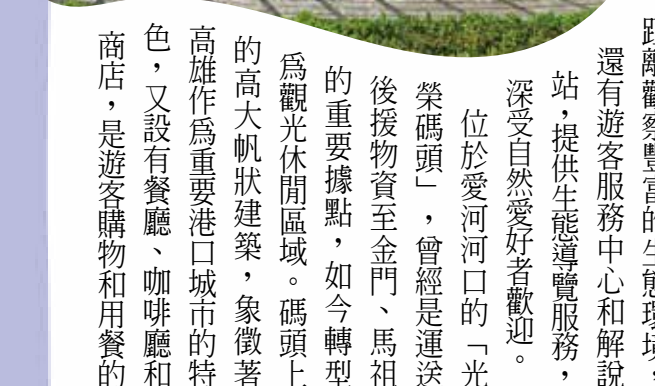 離觀察豐富的生態環境，
還有遊客服務中心和解說
站，提供生態導覽服務，
深受自然愛好者歡迎。
位於愛河河口的「光
榮碼頭」，曾經是運送
後援物資至金門、馬祖
的重要據點，如今轉型
為觀光休閒區域。碼頭上
的高大帆狀建築，象徵著
高雄作為重要港口城市的特
色，又設有餐廳、咖啡廳和
商店，是遊客購物和用餐的